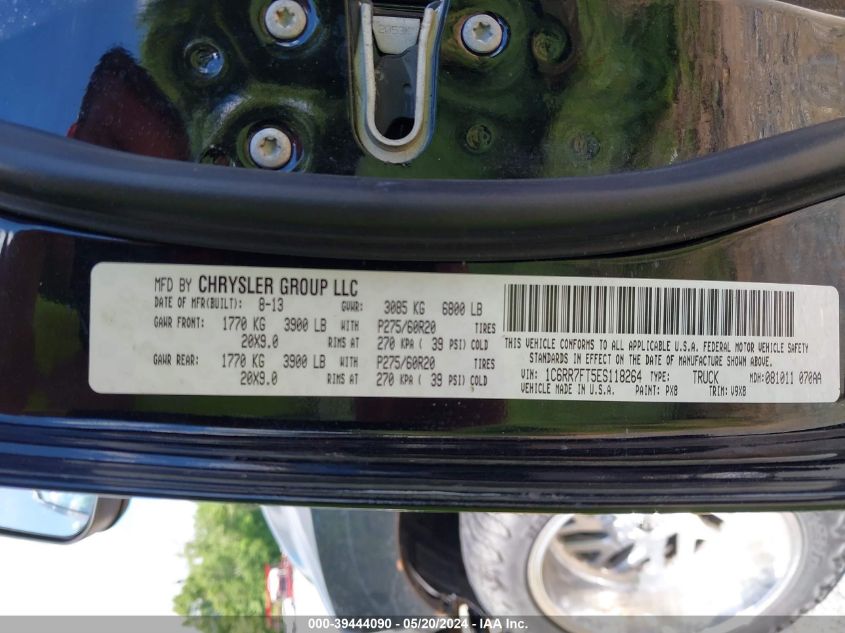 MFD BY CHRYSLER GROUP LLC
DATE OF MFR(BUILT): 8-13 GVWR: 3085 KG 6800 LB
GAWR FRONT: 1770 KG 3900 LB WITH P275/60R20 TIRES
20X9.0 RIMS AT 270 KPA ( 39 PSI) COLD
GAWR REAR: 1770 KG 3900 LB WITH P275/60R20 TIRES
20X9.0 RIMS AT 270 KPA ( 39 PSI) COLD
THIS VEHICLE CONFORMS TO ALL APPLICABLE U.S.A. FEDERAL MOTOR VEHICLE SAFETY
STANDARDS IN EFFECT ON THE DATE OF MANUFACTURE SHOWN ABOVE
VIN: 1C6RR7FT5ES118264 TYPE: TRUCK MDH:081011 070AA
VEHICLE MADE IN U.S.A. PAINT: PX8 TRIM: V9X8
000-39444090 - 05/20/2024 - IAA Inc.